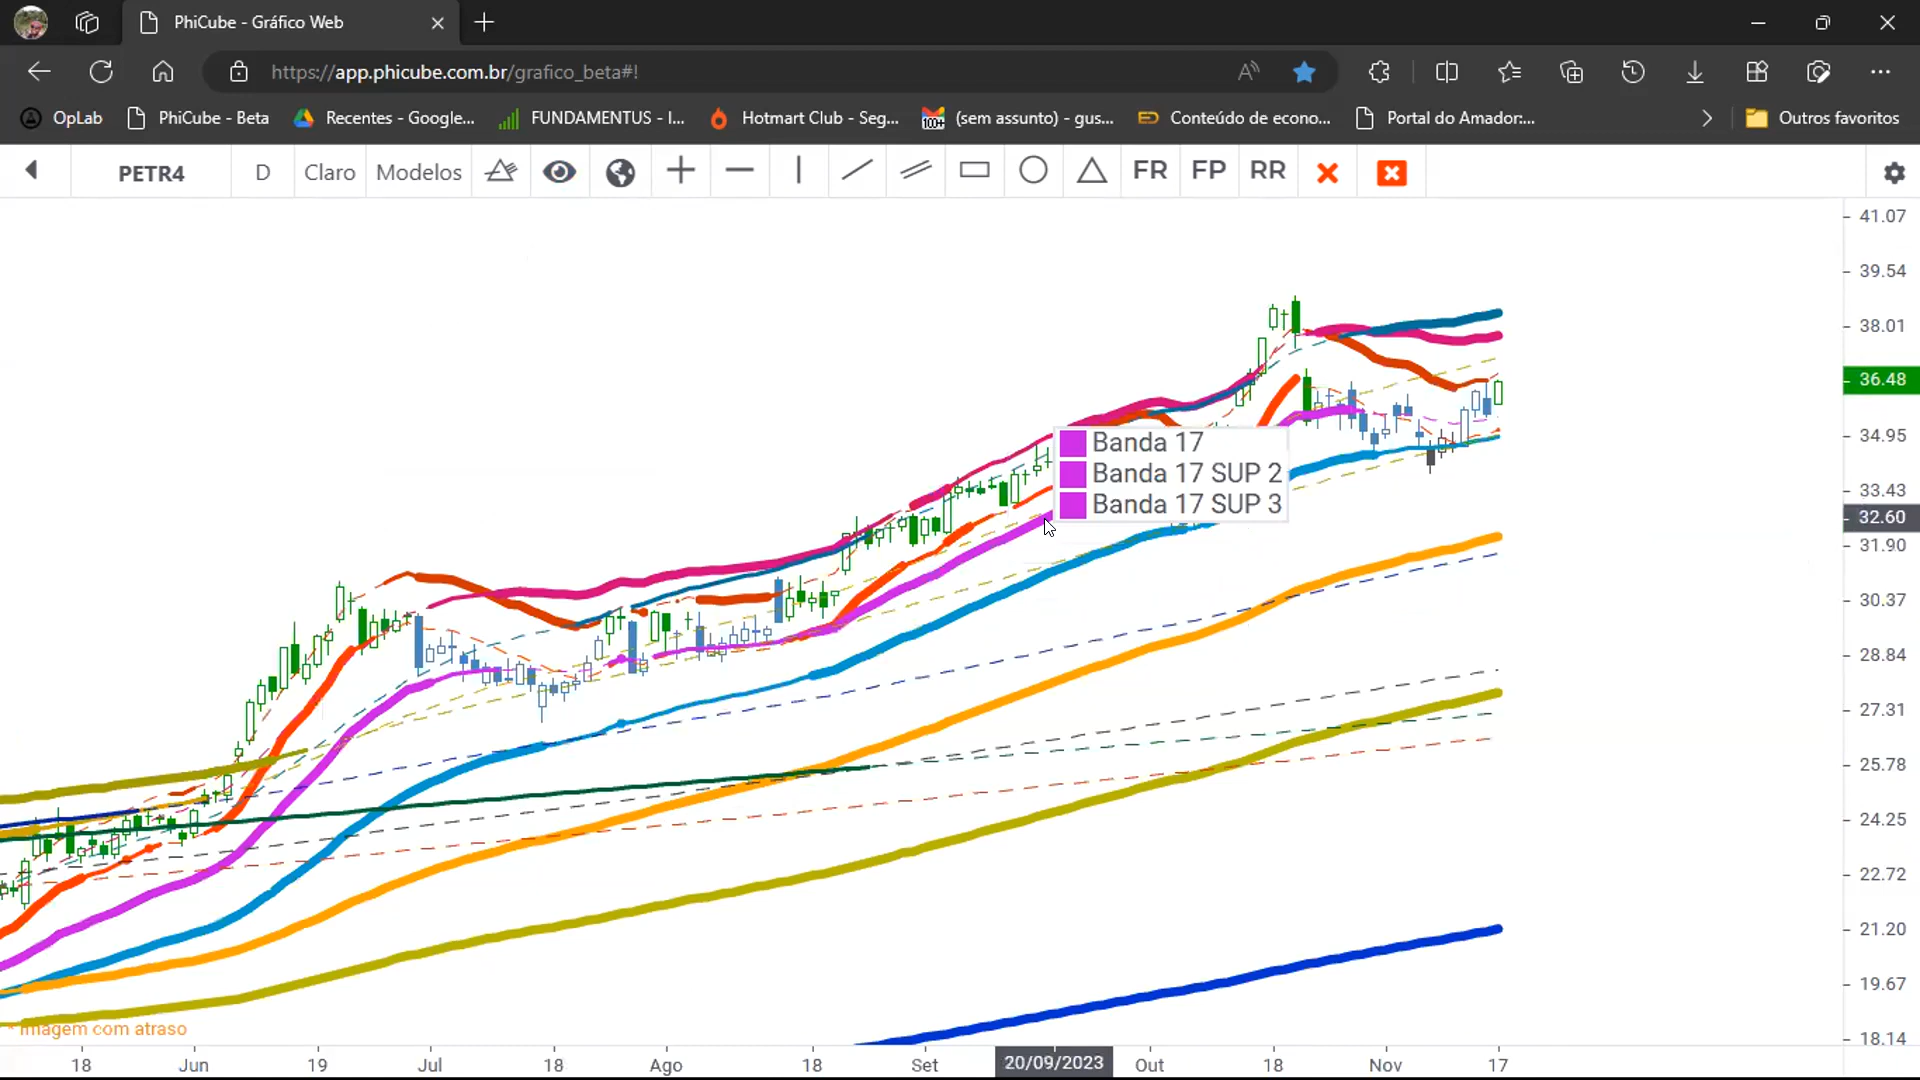 PhiCube - Gráfico Web
https://app.phicube.com.br/grafico_beta#!
OpLab PhiCube - Beta Recentes - Google... FUNDAMENTUS - I... Hotmart Club - Seg... 100+ (sem assunto) - gus... Conteúdo de econo... Portal do Amador:... Outros favoritos
PETR4 D Claro Modelos FR FP RR
41.07
39.54
38.01
36.48
34.95
33.43
32.60
31.90
30.37
28.84
27.31
25.78
24.25
22.72
21.20
19.67
18.14
Banda 17
Banda 17 SUP 2
Banda 17 SUP 3
* Imagem com atraso
18 Jun 19 Jul 18 Ago 18 Set 20/09/2023 Out 18 Nov 17